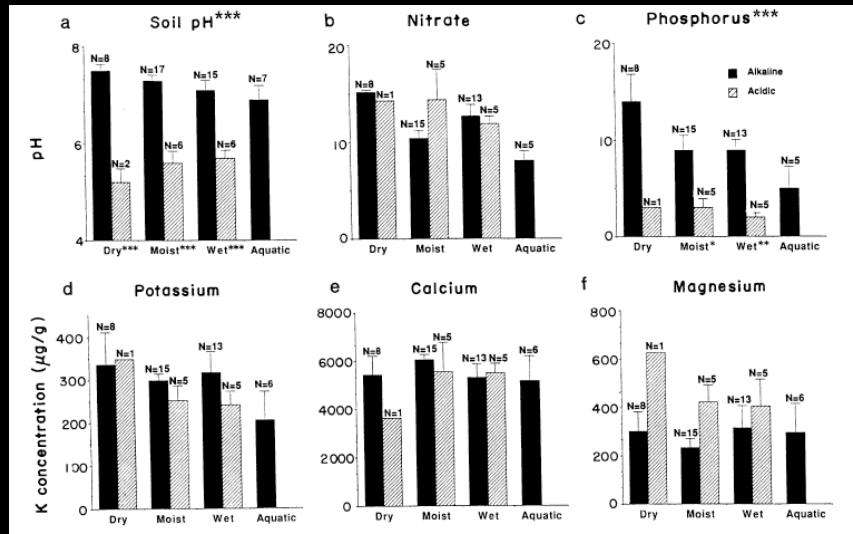 a Soil pH***
8
6
4
pH
N=8
N=2
N=17
N=6
N=15
N=6
N=7
Dry*** Moist*** Wet*** Aquatic
b Nitrate
20
15
10
5
0
N=8
N=1
N=15
N=5
N=13
N=5
N=5
Dry Moist Wet Aquatic
c Phosphorus***
20
10
0
Alkaline
Acidic
N=8
N=1
N=15
N=5
N=13
N=5
N=5
Dry Moist* Wet** Aquatic
d Potassium
400
300
200
100
0
K concentration (µg/g)
N=8
N=1
N=15
N=5
N=13
N=5
N=6
Dry Moist Wet Aquatic
e Calcium
8000
6000
4000
2000
0
N=8
N=1
N=15
N=5
N=13
N=5
N=6
Dry Moist Wet Aquatic
f Magnesium
800
600
400
200
0
N=8
N=1
N=15
N=5
N=13
N=5
N=6
Dry Moist Wet Aquatic